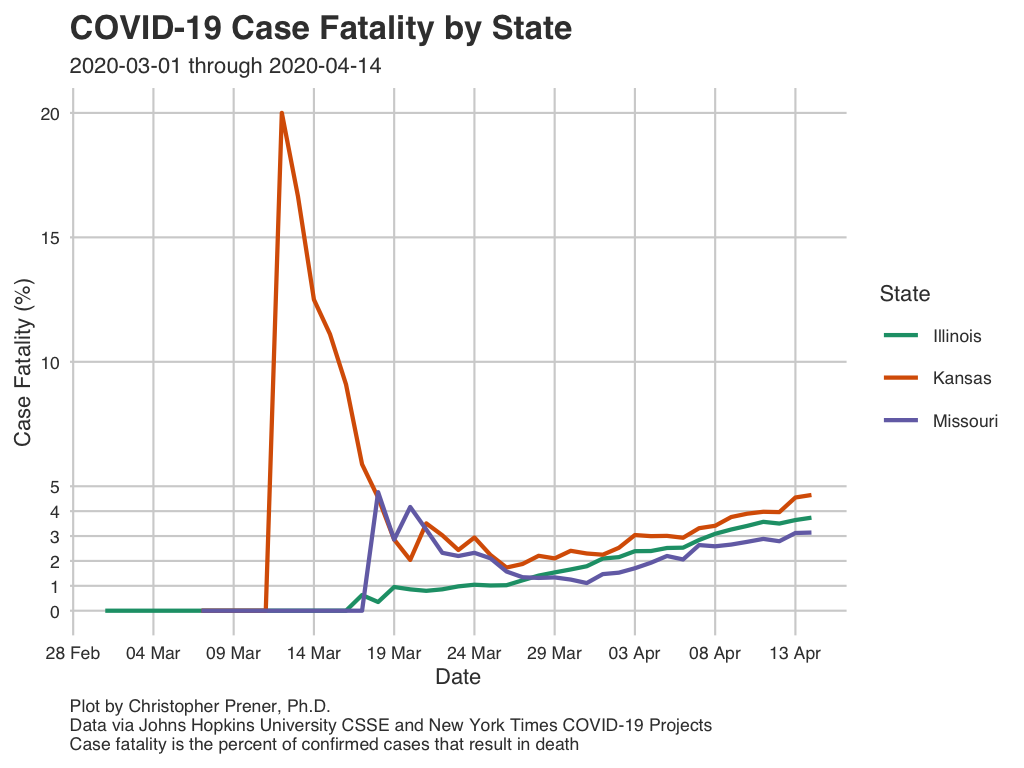 COVID-19 Case Fatality by State
2020-03-01 through 2020-04-14
Case Fatality (%)
20
15
10
5
4
3
2
1
0
28 Feb 04 Mar 09 Mar 14 Mar 19 Mar 24 Mar 29 Mar 03 Apr 08 Apr 13 Apr
Date
State
Illinois
Kansas
Missouri
Plot by Christopher Prener, Ph.D.
Data via Johns Hopkins University CSSE and New York Times COVID-19 Projects
Case fatality is the percent of confirmed cases that result in death